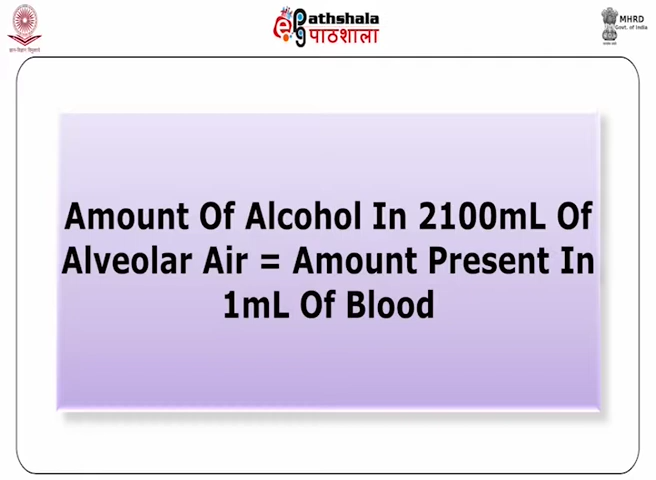 ePGpathshala
पाठशाला
MHRD
Govt. of India
Amount Of Alcohol In 2100mL Of
Alveolar Air = Amount Present In
1mL Of Blood